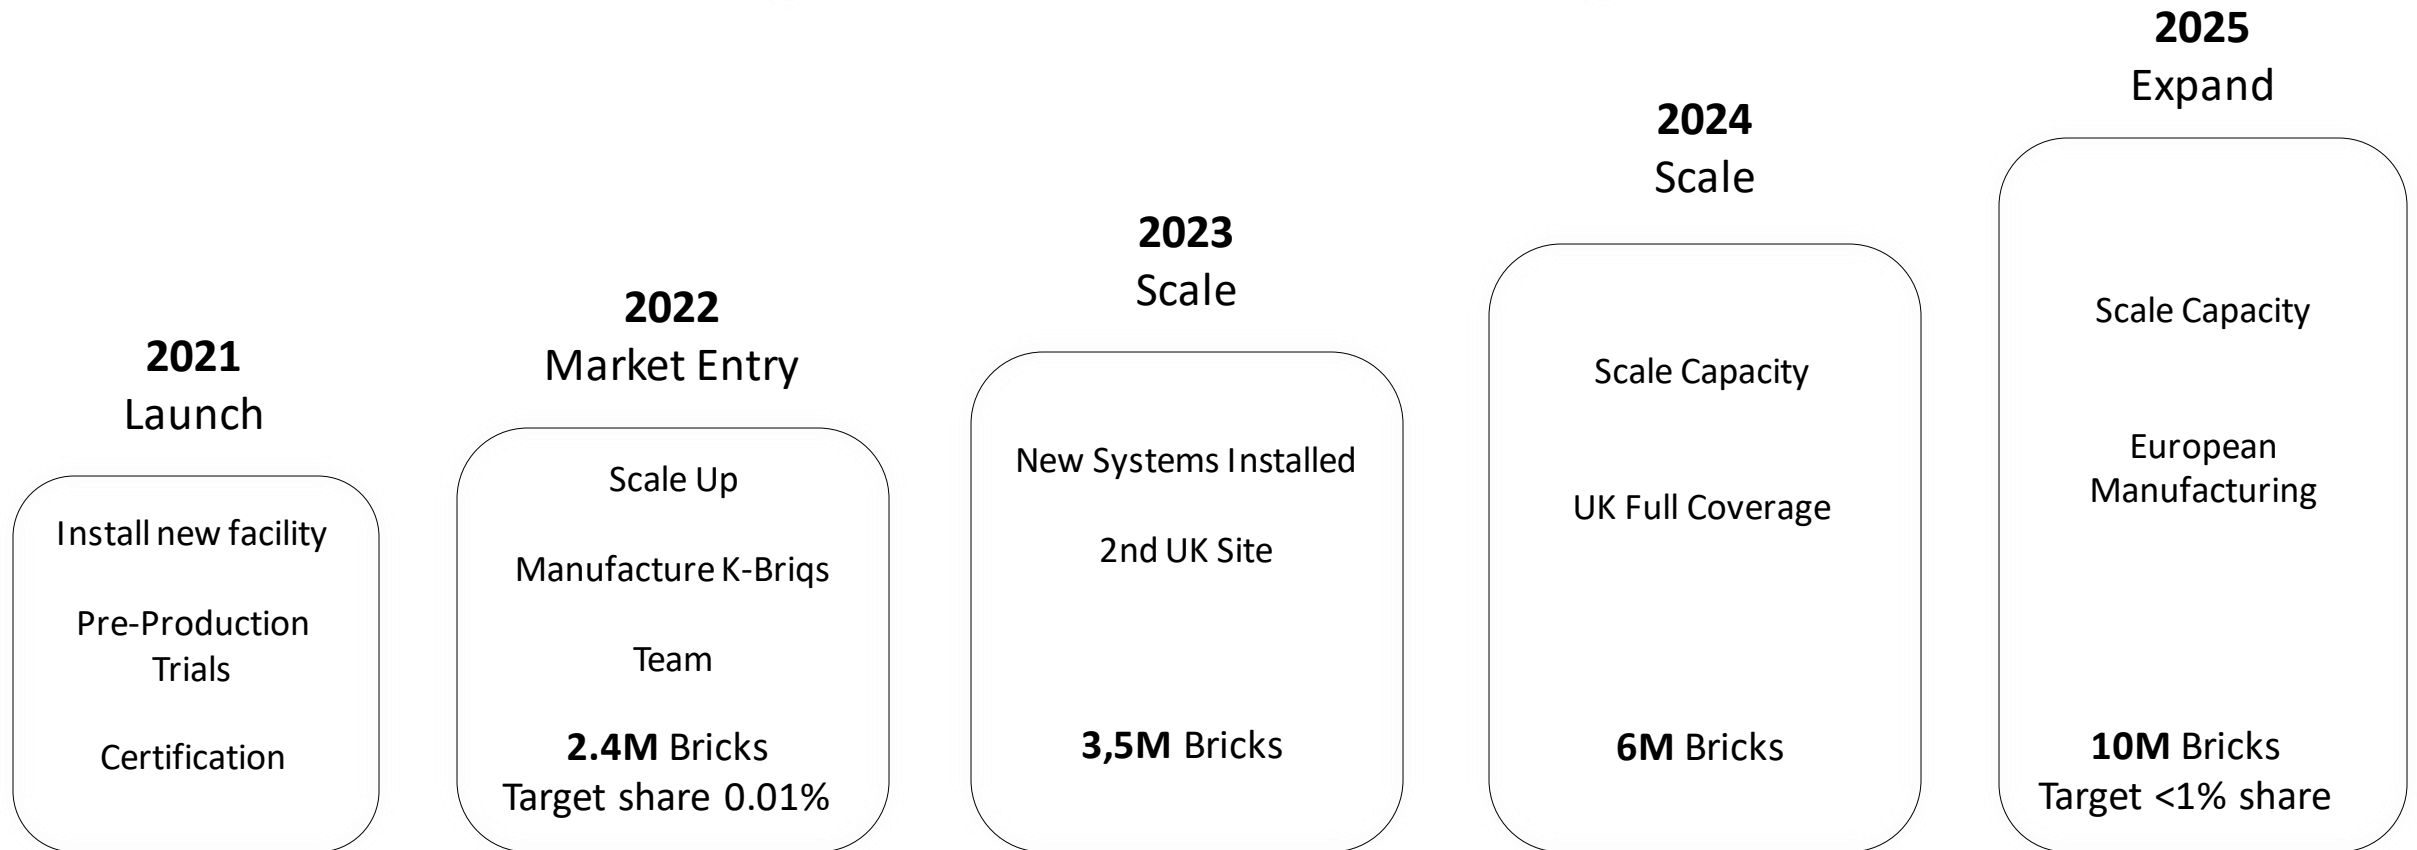 2021
Launch
Install new facility
Pre-Production
Trials
Certification
2022
Market Entry
Scale Up
Manufacture K-Briqs
Team
2.4M Bricks
Target share 0.01%
2023
Scale
New Systems Installed
2nd UK Site
3,5M Bricks
2024
Scale
Scale Capacity
UK Full Coverage
6M Bricks
2025
Expand
Scale Capacity
European
Manufacturing
10M Bricks
Target <1% share